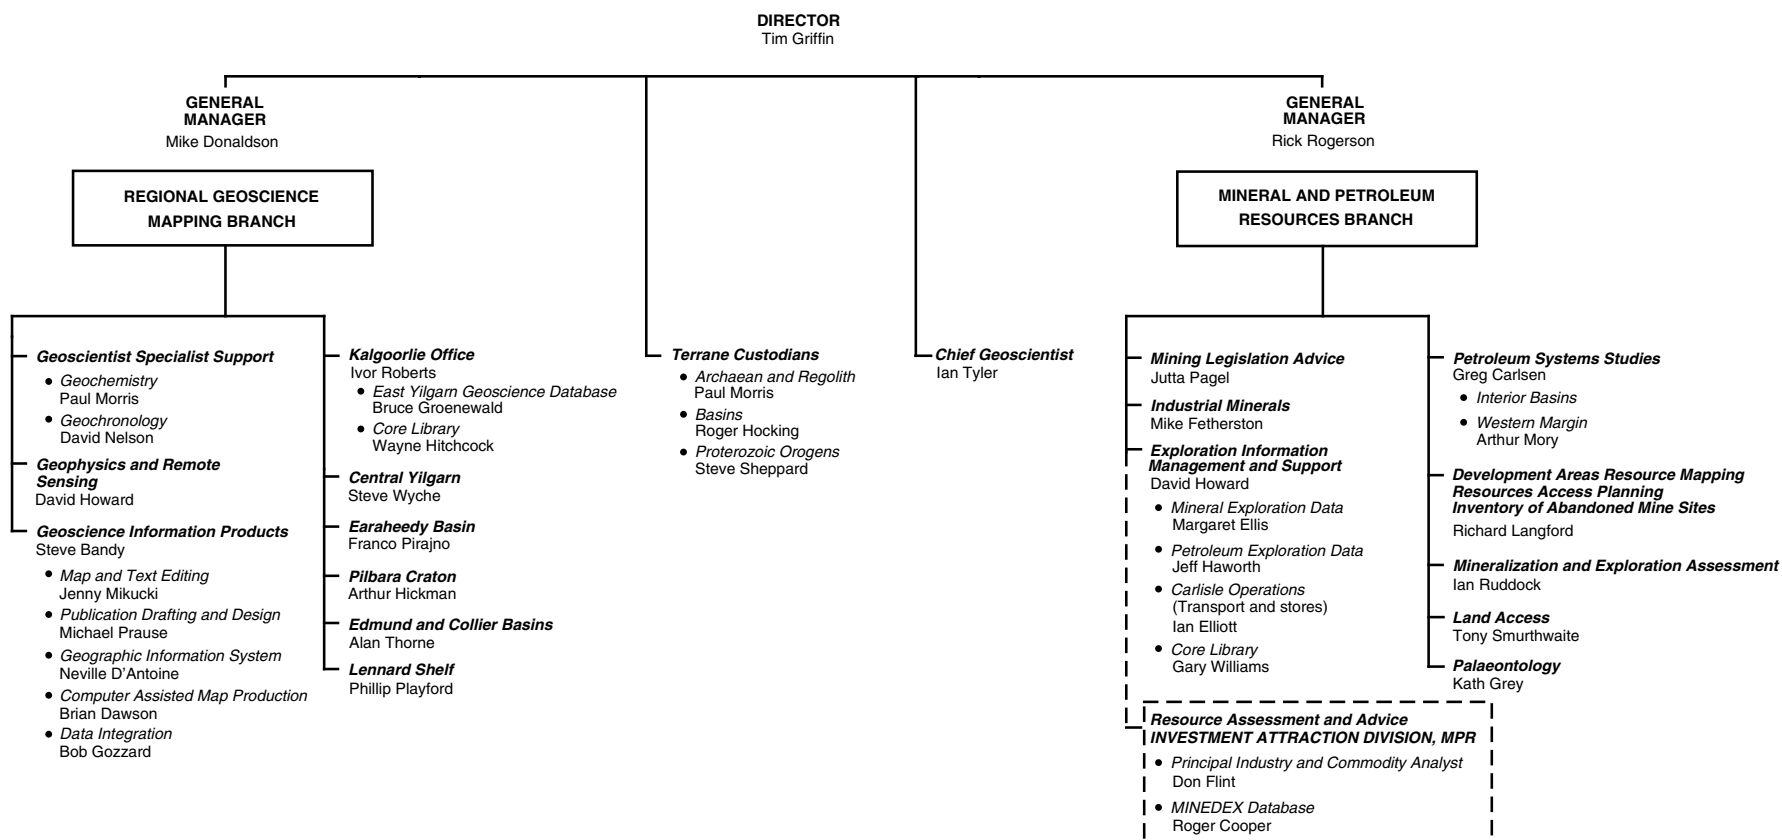 DIRECTOR
Tim Griffin
GENERAL
MANAGER
Mike Donaldson
REGIONAL GEOSCIENCE
MAPPING BRANCH
Geoscientist Specialist Support
• Geochemistry
Paul Morris
• Geochronology
David Nelson
Geophysics and Remote
Sensing
David Howard
Geoscience Information Products
Steve Bandy
• Map and Text Editing
Jenny Mikucki
• Publication Drafting and Design
Michael Prause
• Geographic Information System
Neville D’Antoine
• Computer Assisted Map Production
Brian Dawson
• Data Integration
Bob Gozzard
Kalgoorlie Office
Ivor Roberts
• East Yilgarn Geoscience Database
Bruce Groenewald
• Core Library
Wayne Hitchcock
Central Yilgarn
Steve Wyche
Earaheedy Basin
Franco Pirajno
Pilbara Craton
Arthur Hickman
Edmund and Collier Basins
Alan Thorne
Lennard Shelf
Phillip Playford
Terrane Custodians
• Archaean and Regolith
Paul Morris
• Basins
Roger Hocking
• Proterozoic Orogens
Steve Sheppard
Chief Geoscientist
Ian Tyler
GENERAL
MANAGER
Rick Rogerson
MINERAL AND PETROLEUM
RESOURCES BRANCH
Mining Legislation Advice
Jutta Pagel
Industrial Minerals
Mike Fetherston
Exploration Information
Management and Support
David Howard
• Mineral Exploration Data
Margaret Ellis
• Petroleum Exploration Data
Jeff Haworth
• Carlisle Operations
(Transport and stores)
Ian Elliott
• Core Library
Gary Williams
Resource Assessment and Advice
INVESTMENT ATTRACTION DIVISION, MPR
• Principal Industry and Commodity Analyst
Don Flint
• MINEDEX Database
Roger Cooper
Petroleum Systems Studies
Greg Carlsen
• Interior Basins
• Western Margin
Arthur Mory
Development Areas Resource Mapping
Resources Access Planning
Inventory of Abandoned Mine Sites
Richard Langford
Mineralization and Exploration Assessment
Ian Ruddock
Land Access
Tony Smurthwaite
Palaeontology
Kath Grey